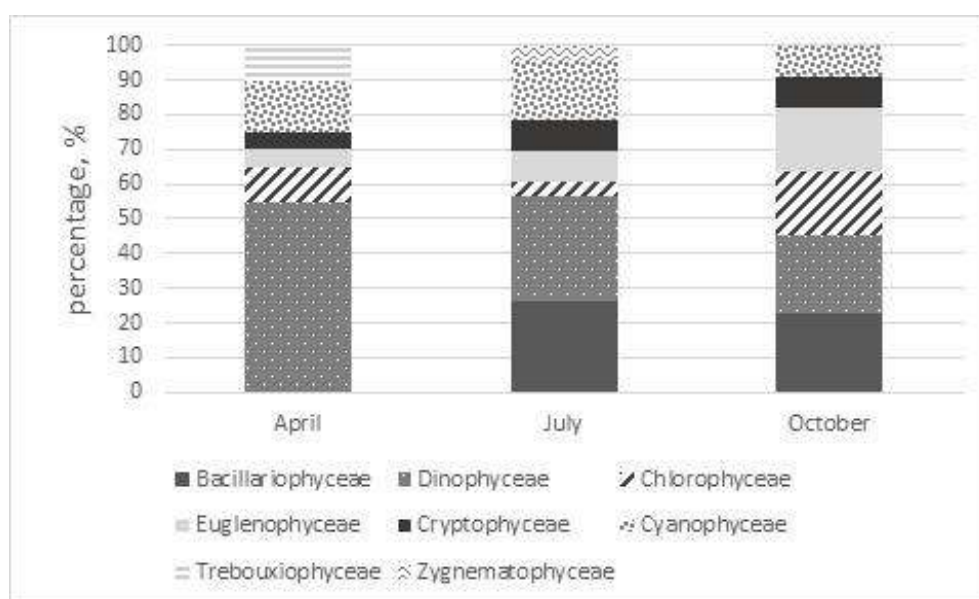 percentage, %
100
90
80
70
60
50
40
30
20
10
0
April July October
Bacillariophyceae Dinophyceae Chlorophyceae
Euglenophyceae Cryptophyceae Cyanophyceae
Trebouxiophyceae Zygnematophyceae